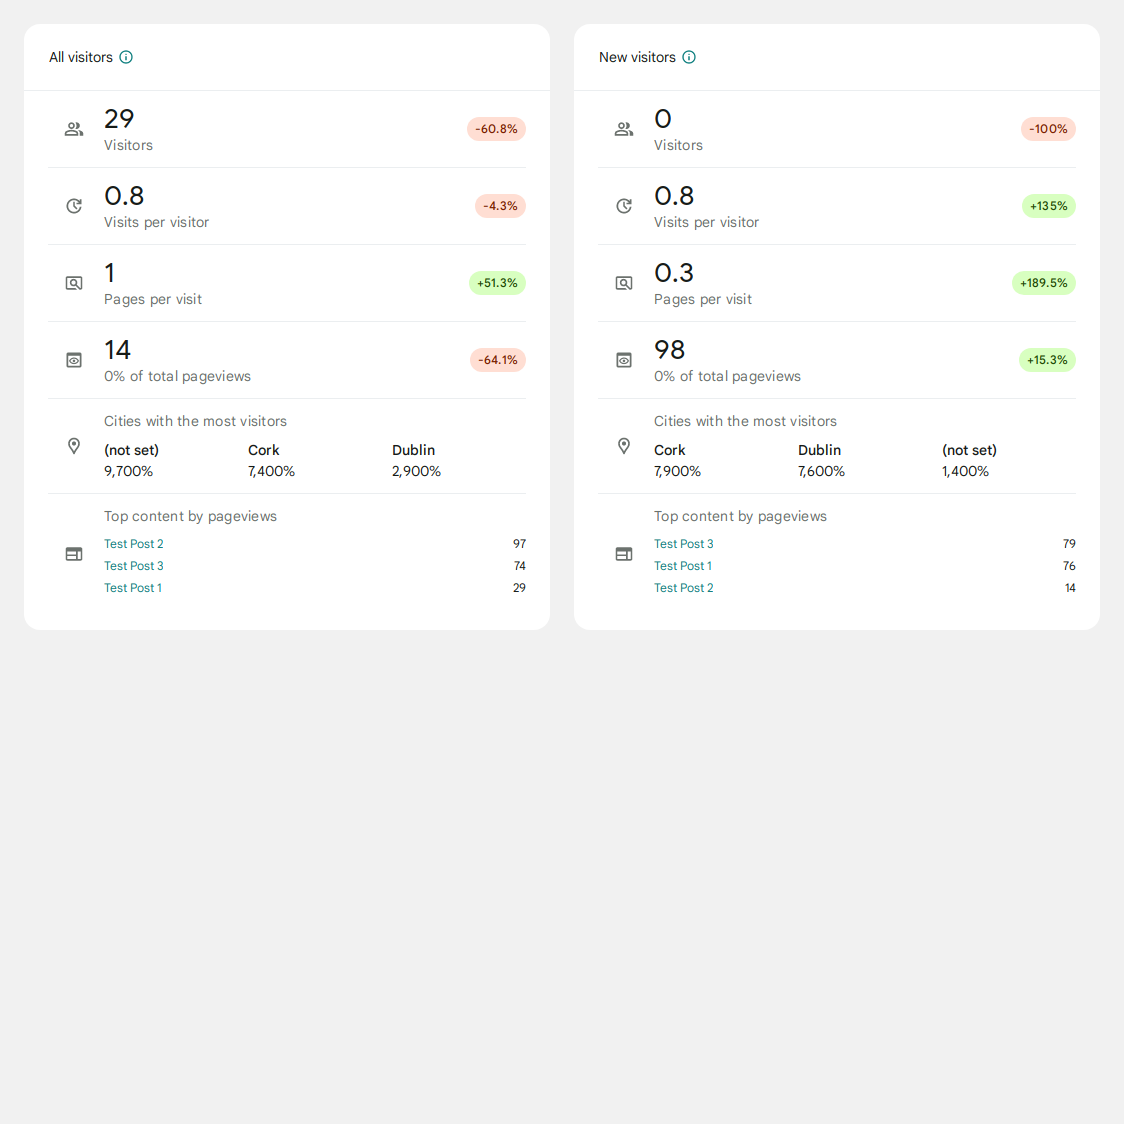 All visitors
29
Visitors
-60.8%
0.8
Visits per visitor
-4.3%
1
Pages per visit
+51.3%
14
0% of total pageviews
-64.1%
Cities with the most visitors
(not set) Cork Dublin
9,700% 7,400% 2,900%
Top content by pageviews
Test Post 2 97
Test Post 3 74
Test Post 1 29
New visitors
0
Visitors
-100%
0.8
Visits per visitor
+135%
0.3
Pages per visit
+189.5%
98
0% of total pageviews
+15.3%
Cities with the most visitors
Cork Dublin (not set)
7,900% 7,600% 1,400%
Top content by pageviews
Test Post 3 79
Test Post 1 76
Test Post 2 14